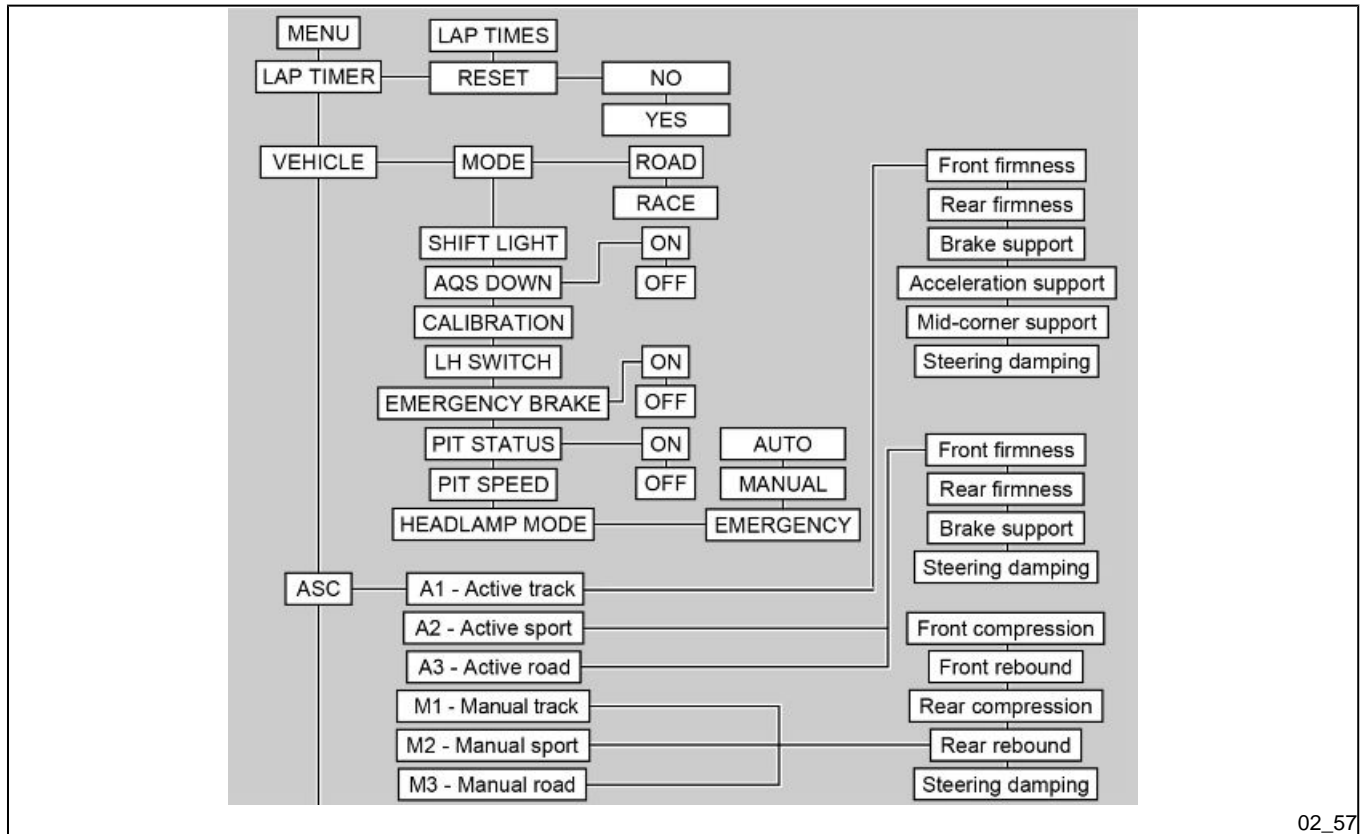 MENU
LAP TIMES
LAP TIMER
RESET
NO
YES
VEHICLE
MODE
ROAD
RACE
SHIFT LIGHT
ON
AQS DOWN
OFF
CALIBRATION
LH SWITCH
ON
EMERGENCY BRAKE
OFF
PIT STATUS
ON
AUTO
PIT SPEED
OFF
MANUAL
HEADLAMP MODE
EMERGENCY
Front firmness
Rear firmness
Brake support
Acceleration support
Mid-corner support
Steering damping
Front firmness
Rear firmness
Brake support
Steering damping
ASC
A1 - Active track
A2 - Active sport
A3 - Active road
M1 - Manual track
M2 - Manual sport
M3 - Manual road
Front compression
Front rebound
Rear compression
Rear rebound
Steering damping
02_57